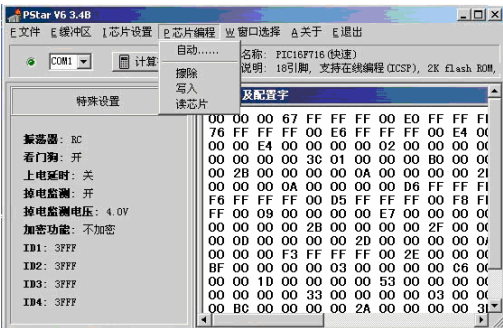 PStar V6 3.4B
E文件 E缓冲区 I芯片设置 P芯片编程 W窗口选择 A关于 E退出
COM1 计算
自动......
擦除
写入
读芯片
名称: PIC16F716(快速)
说明: 18引脚, 支持在线编程(ICSP), 2K flash ROM,
特殊设置
振荡器: RC
看门狗: 开
上电延时: 关
掉电监测: 开
掉电监测电压: 4.0V
加密功能: 不加密
ID1: 3FFF
ID2: 3FFF
ID3: 3FFF
ID4: 3FFF
及配置字
00 00 00 67 FF FF FF 00 E0 FF FF
76 FF FF FF 00 E6 FF FF FF 00 E4 00
00 00 E4 00 00 00 00 02 00 00 00
00 00 00 3C 01 00 00 00 B0 00 00
00 2B 00 00 00 00 0A 00 00 00
00 00 0A 00 00 00 00 D6 FF FF
F6 FF FF FF 00 D5 FF FF FF 00 F8
FF 00 09 00 00 00 E7 00 00 00
00 00 00 2B 00 00 00 00 2F 00
00 0D 00 00 00 2D 00 00 00
00 00 00 F3 FF FF FF 00 2E 00 00
BF 00 00 00 00 03 00 00 00 C6
00 00 1D 00 00 00 00 53 00 00 00
00 00 00 33 00 00 00 00 03 00
00 BC 00 00 00 00 2A 00 00 00